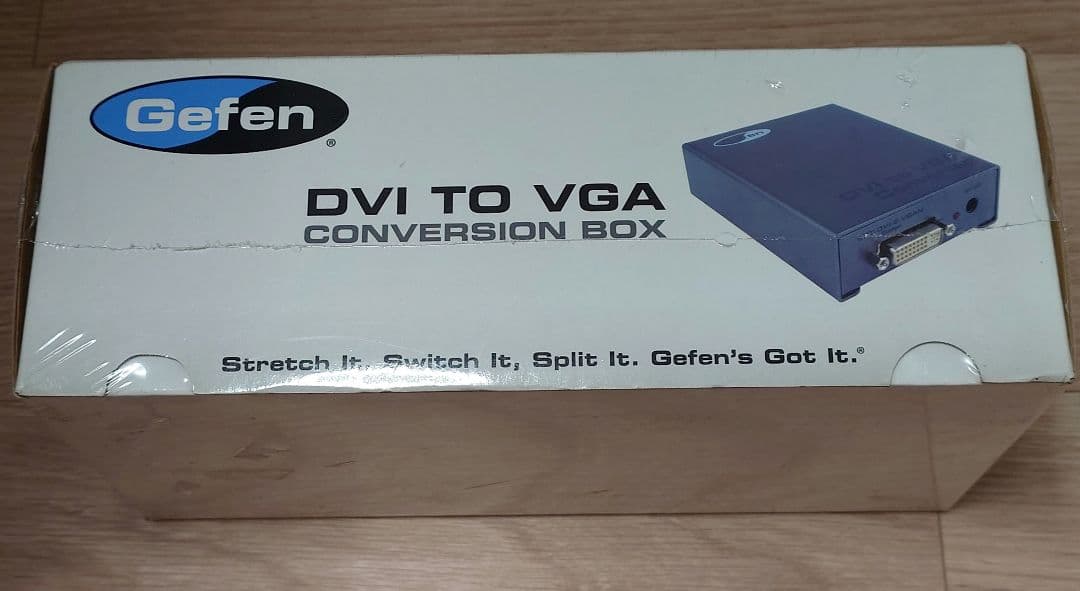 Gefen®
DVI TO VGA
CONVERSION BOX
Stretch It, Switch It, Split It. Gefen's Got It.®